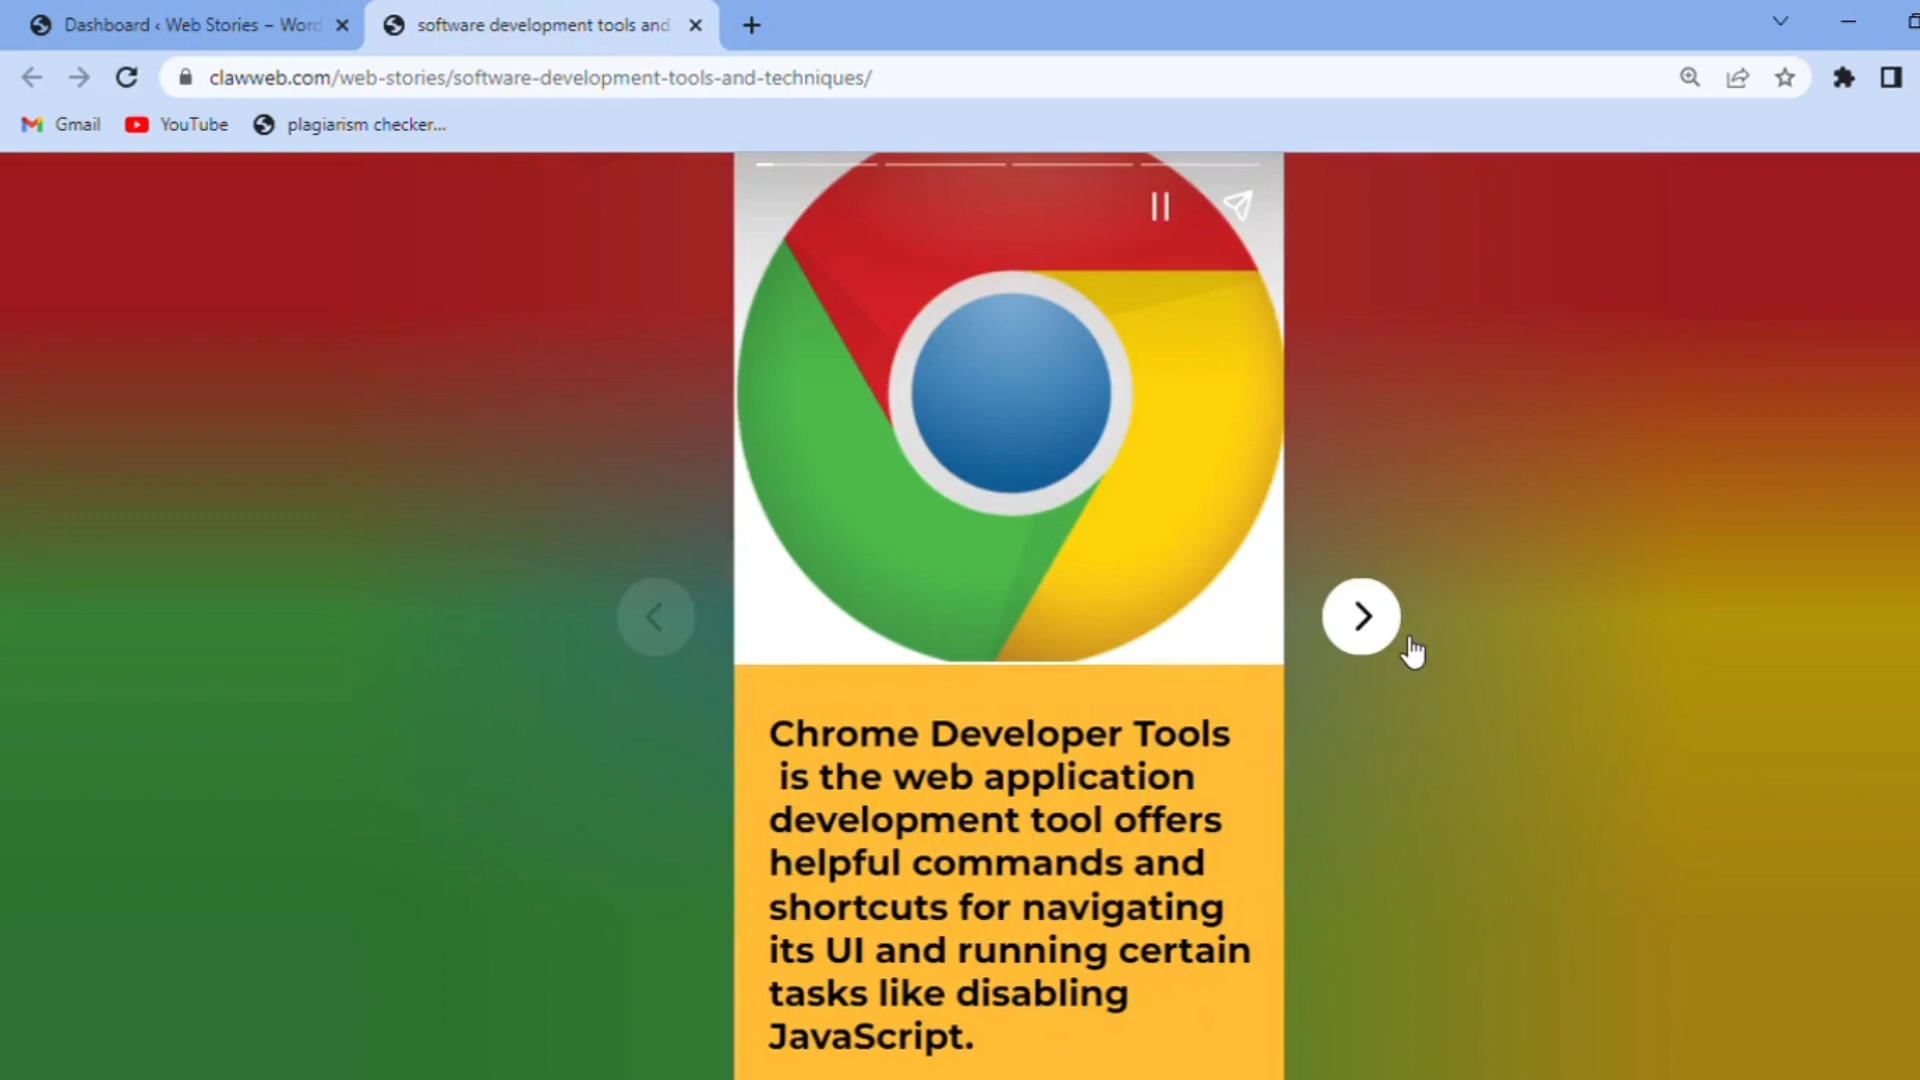 Dashboard ‹ Web Stories – Word
software development tools and
clawweb.com/web-stories/software-development-tools-and-techniques/
Gmail
YouTube
plagiarism checker...
Chrome Developer Tools
is the web application
development tool offers
helpful commands and
shortcuts for navigating
its UI and running certain
tasks like disabling
JavaScript.